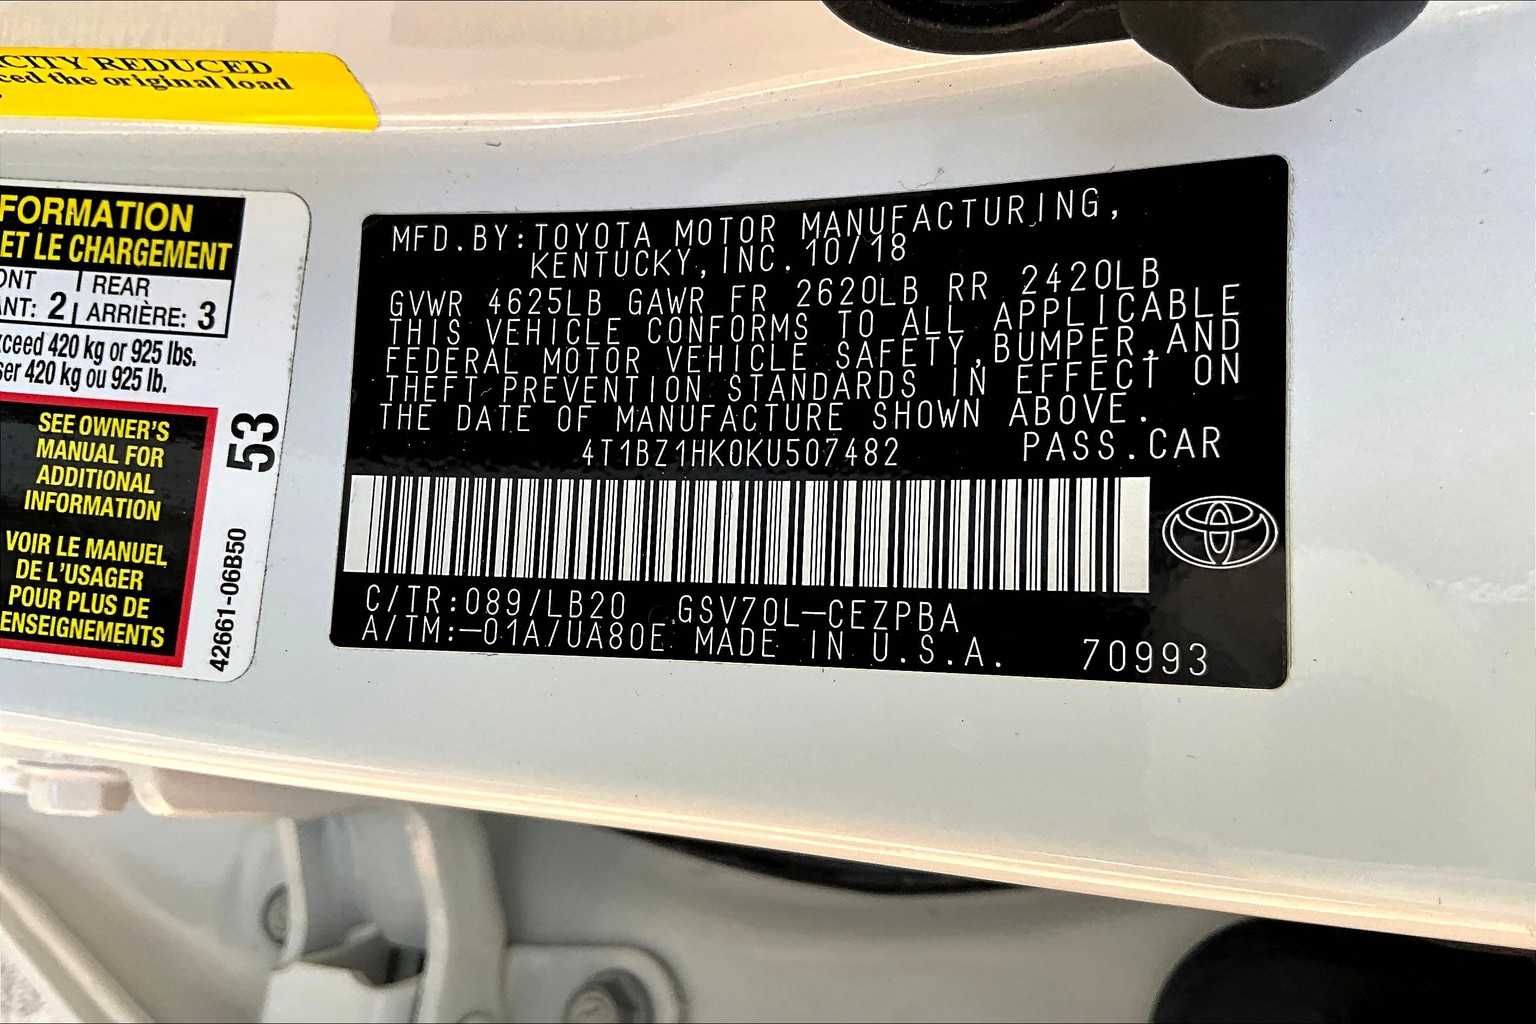 CITY REDUCED
ced the original load
FORMATION
ET LE CHARGEMENT
ONT | REAR
ANT: 2 | ARRIÈRE: 3
xceed 420 kg or 925 lbs.
ser 420 kg ou 925 lb.
SEE OWNER'S
MANUAL FOR
ADDITIONAL
INFORMATION
VOIR LE MANUEL
DE L'USAGER
POUR PLUS DE
ENSEIGNEMENTS
53
42661-06B50
MFD.BY:TOYOTA MOTOR MANUFACTURING,
KENTUCKY,INC. 10/18
GVWR 4625LB GAWR FR 2620LB RR 2420LB
THIS VEHICLE CONFORMS TO ALL APPLICABLE
FEDERAL MOTOR VEHICLE SAFETY,BUMPER,AND
THEFT PREVENTION STANDARDS IN EFFECT ON
THE DATE OF MANUFACTURE SHOWN ABOVE.
4T1BZ1HK0KU507482 PASS.CAR
C/TR:089/LB20 GSV70L-CEZPBA
A/TM:-01A/UA80E MADE IN U.S.A. 70993